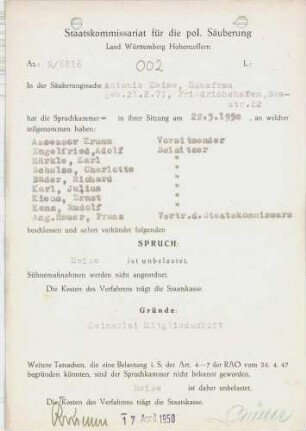 Staatskommissariat für die pol. Säuberung
Land Württemberg Hohenzollern
Az.: N/6816 002 L:
In der Säuberungssache Antonie Heise, Hausfrau
geb.21.2.77, Friedrichshafen, See-
str.22
hat die Spruchkammer in ihrer Sitzung am 22.3.1950 , an welcher
teilgenommen haben:
Assessor Krumm Vorsitzender
Engelfried,Adolf Beisitzer
Märkle, Karl "
Schulze, Charlotte "
Bäder, Richard "
Karl, Julius "
Kleus, Ernst "
Kens, Rudolf "
Ang.Hauer, Franz Vertr.d.Staatskommissars
beschlossen und sofort verkündet folgenden
SPRUCH:
Heise
ist unbelastet.
Sühnemaßnahmen werden nicht angeordnet.
Die Kosten des Verfahrens trägt die Staatskasse.
Gründe:
Keinerlei Mitgliedschaft
Weitere Tatsachen, die eine Belastung i. S. der Art. 4—7 der RAO vom 25. 4. 47
begründen könnten, sind der Spruchkammer nicht bekannt geworden.
Heise ist daher unbelastet.
Die Kosten des Verfahrens trägt die Staatskasse.
Krumm 17. April 1950